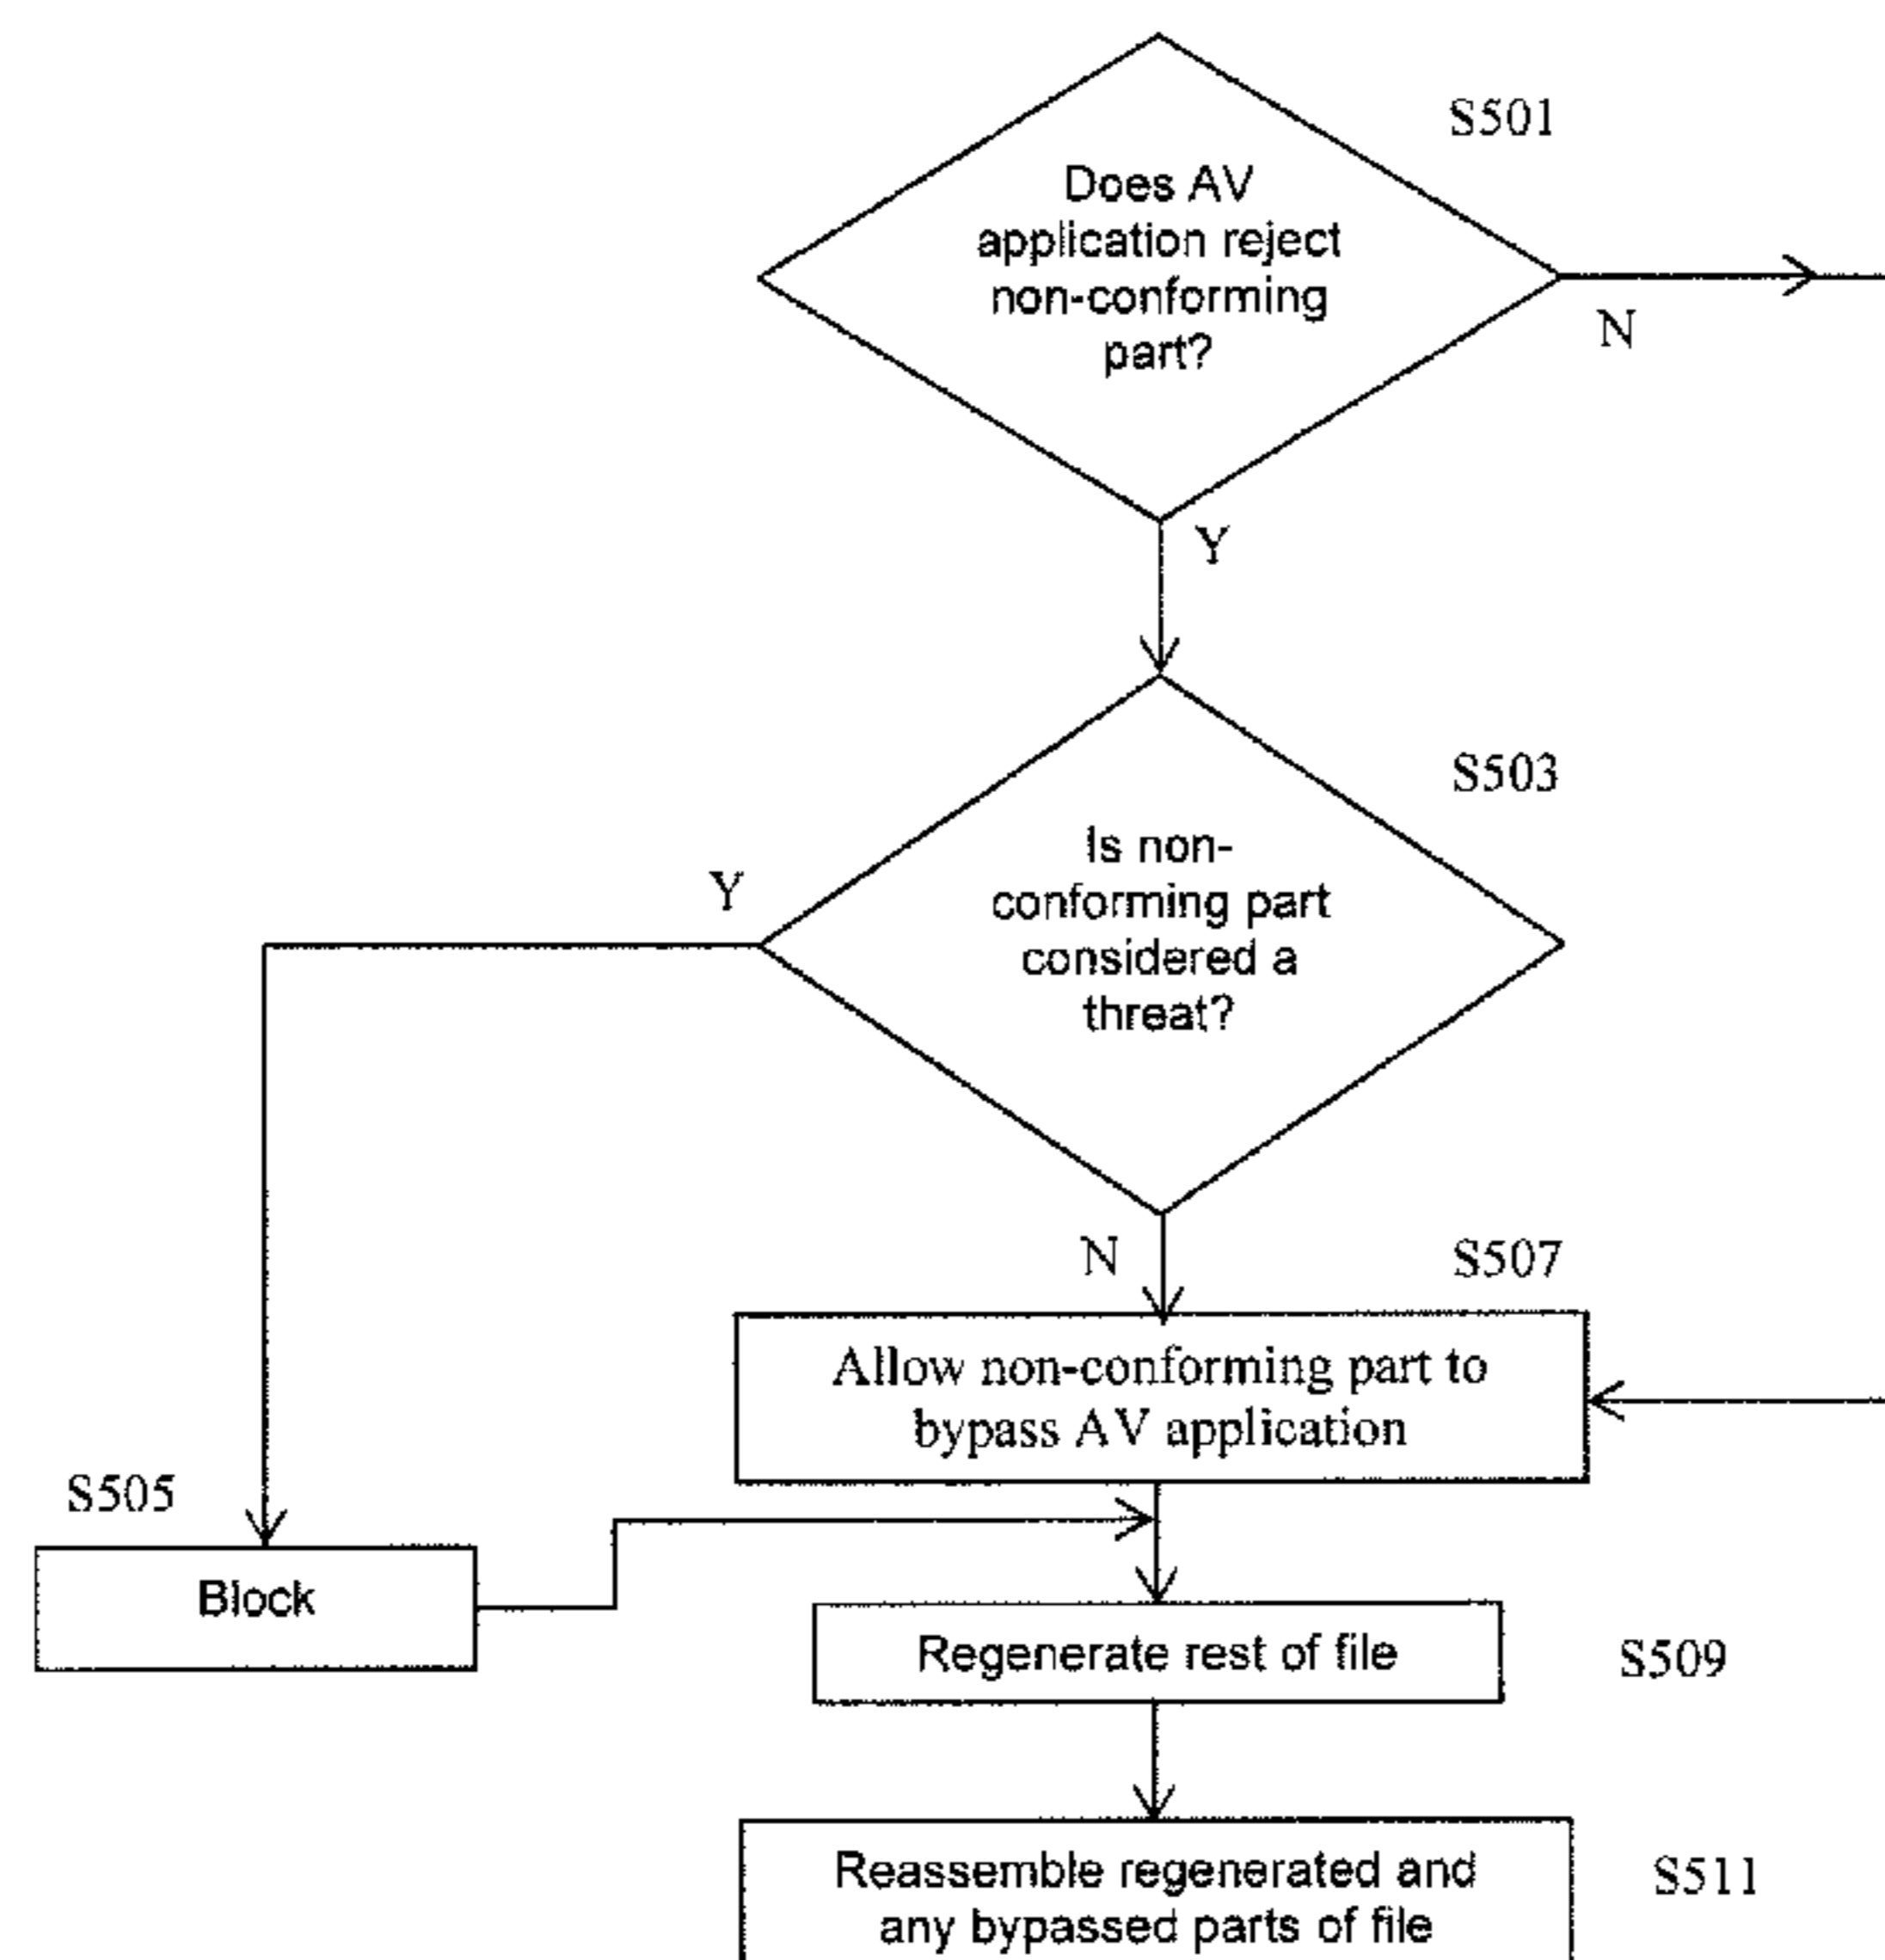 S501
Does AV
application reject
non-conforming
part?
N
Y
S503
Is non-
conforming part
considered a
threat?
Y
N
S507
Allow non-conforming part to
bypass AV application
S505
Block
Regenerate rest of file
S509
Reassemble regenerated and
any bypassed parts of file
S511